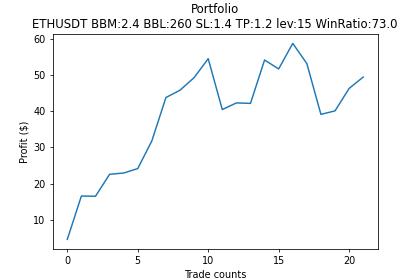 Portfolio
ETHUSDT BBM:2.4 BBL:260 SL:1.4 TP:1.2 lev:15 WinRatio:73.0
60
50
40
30
20
10
Profit ($)
0
5
10
15
20
Trade counts